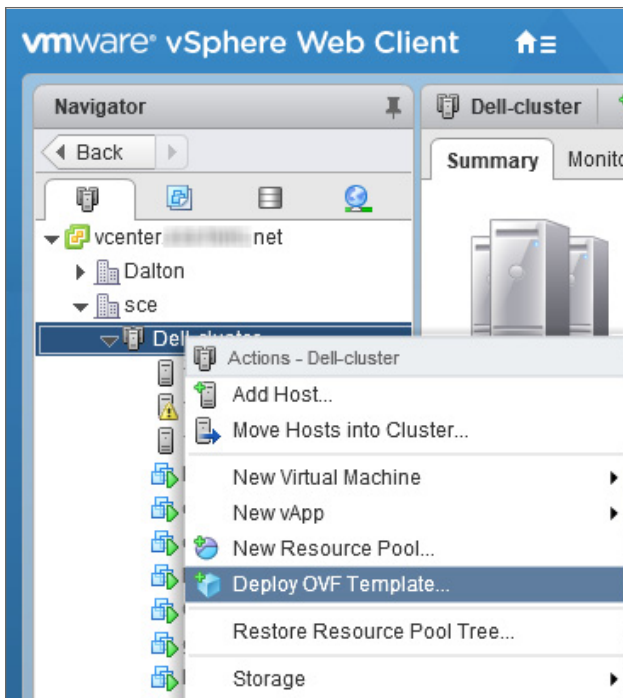 vmware® vSphere Web Client
Navigator
Back
vcenter
net
Dalton
sce
Dell-cluster
Dell-cluster
Summary
Actions - Dell-cluster
Add Host...
Move Hosts into Cluster...
New Virtual Machine
New vApp
New Resource Pool...
Deploy OVF Template...
Restore Resource Pool Tree...
Storage